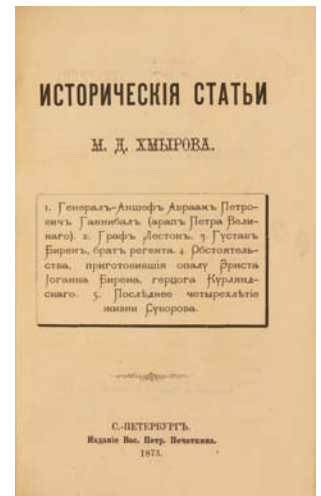 ИСТОРИЧЕСКІЯ СТАТЬИ
М. Д. ХМЫРОВА.
1. Генералъ-Аншефъ Авраамъ Петро-
вичъ Ганнибалъ (арапъ Петра Вели-
каго). 2. Графъ Лестокъ. 3. Густавъ
Биренъ, братъ регента. 4. Обстоятель-
ства, приготовившія опалу Эрнста
Іоганна Бирена, герцога Курлянд-
скаго. 5. Послѣднее четырехлѣтіе
жизни Суворова.
С.-ПЕТЕРБУРГЪ.
Изданіе Вас. Петр. Печаткина.
1873.